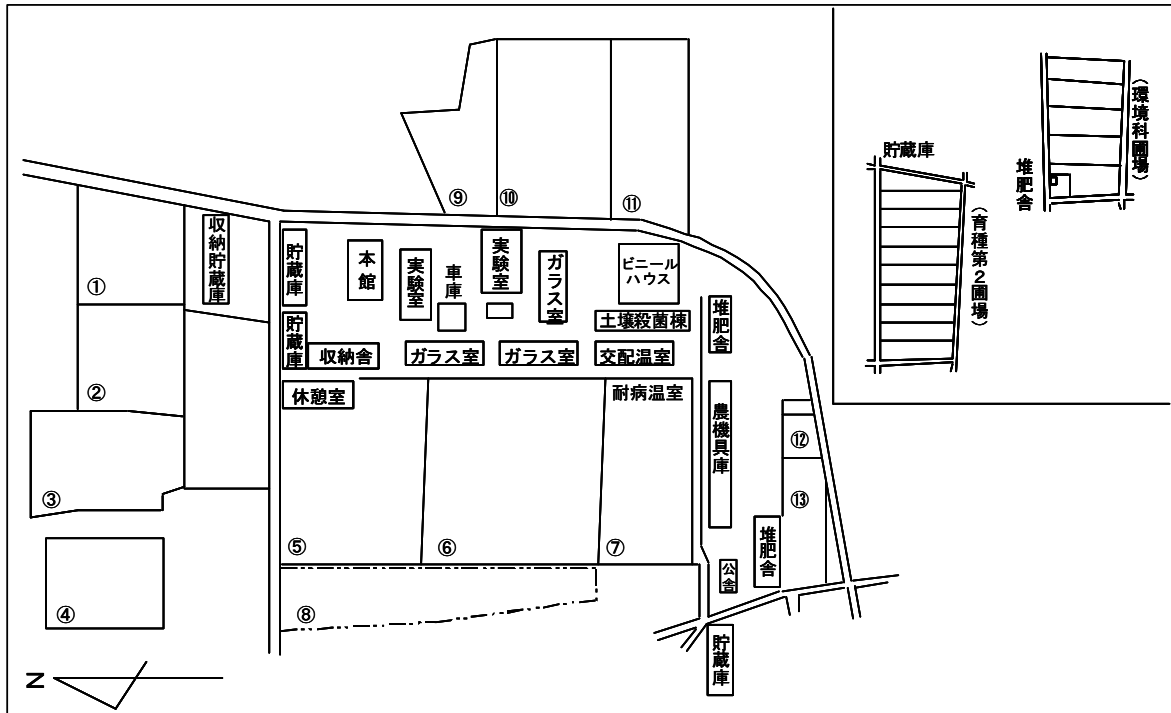 ⑨
⑩
⑪
貯蔵庫
(育種第2圃場)
堆肥舎
(環境科圃場)
①
収納貯蔵庫
貯蔵庫
本館
実験室
車庫
実験室
ガラス室
ビニール
ハウス
堆肥舎
土壌殺菌棟
貯蔵庫
収納舎
ガラス室
ガラス室
交配温室
②
休憩室
耐病温室
農機具庫
⑫
③
⑬
⑤
⑥
⑦
堆肥舎
公舎
④
⑧
貯蔵庫
N